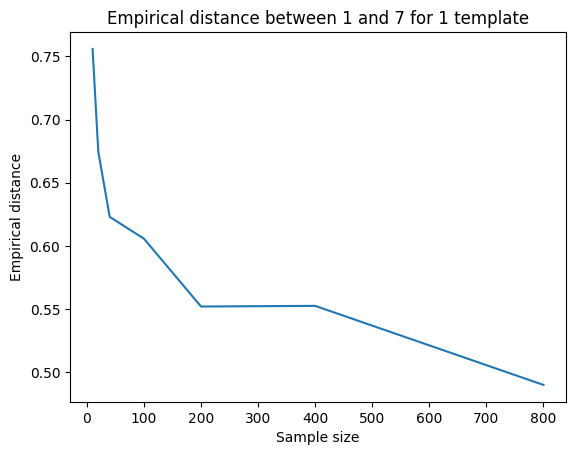 Empirical distance between 1 and 7 for 1 template
0.75
0.70
0.65
0.60
0.55
0.50
Empirical distance
0 100 200 300 400 500 600 700 800
Sample size